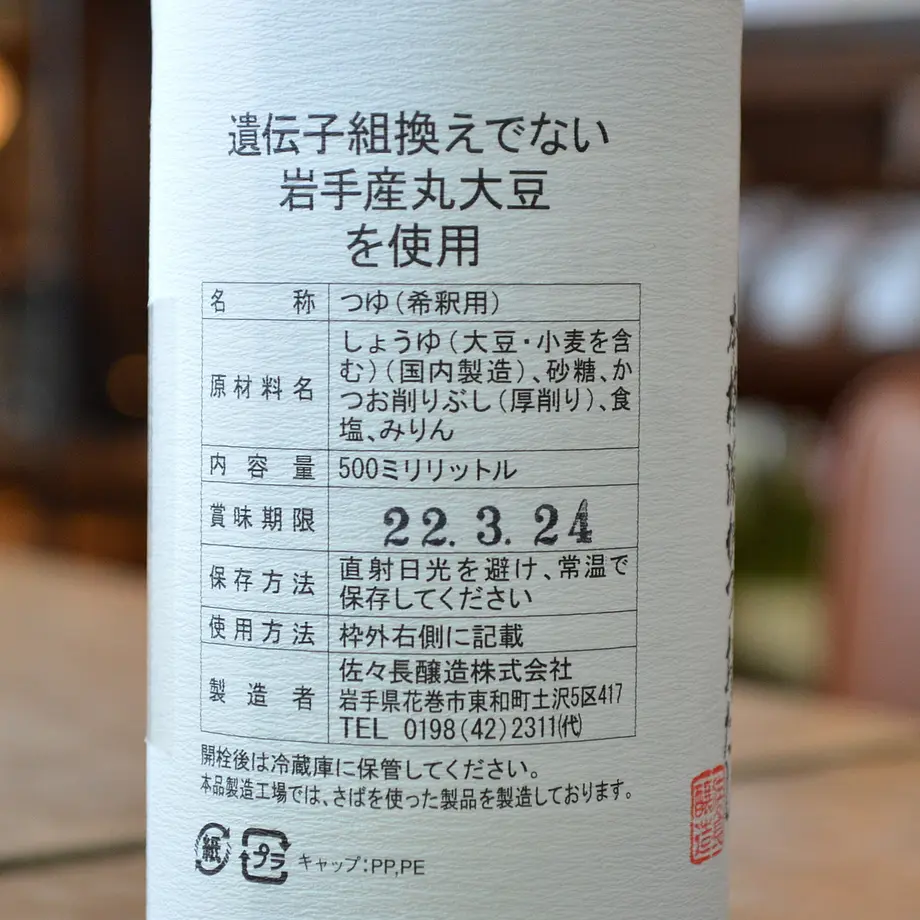 遺伝子組換えでない
岩手産丸大豆
を使用
名称 つゆ(希釈用)
原材料名 しょうゆ(大豆・小麦を含
む)(国内製造)、砂糖、か
つお削りぶし(厚削り)、食
塩、みりん
内容量 500ミリリットル
賞味期限 22.3.24
保存方法 直射日光を避け、常温で
保存してください
使用方法 枠外右側に記載
製造者 佐々長醸造株式会社
岩手県花巻市東和町土沢5区417
TEL 0198(42)2311(代)
開栓後は冷蔵庫に保管してください。
本品製造工場では、さばを使った製品を製造しております。
紙 プラ キャップ:PP,PE